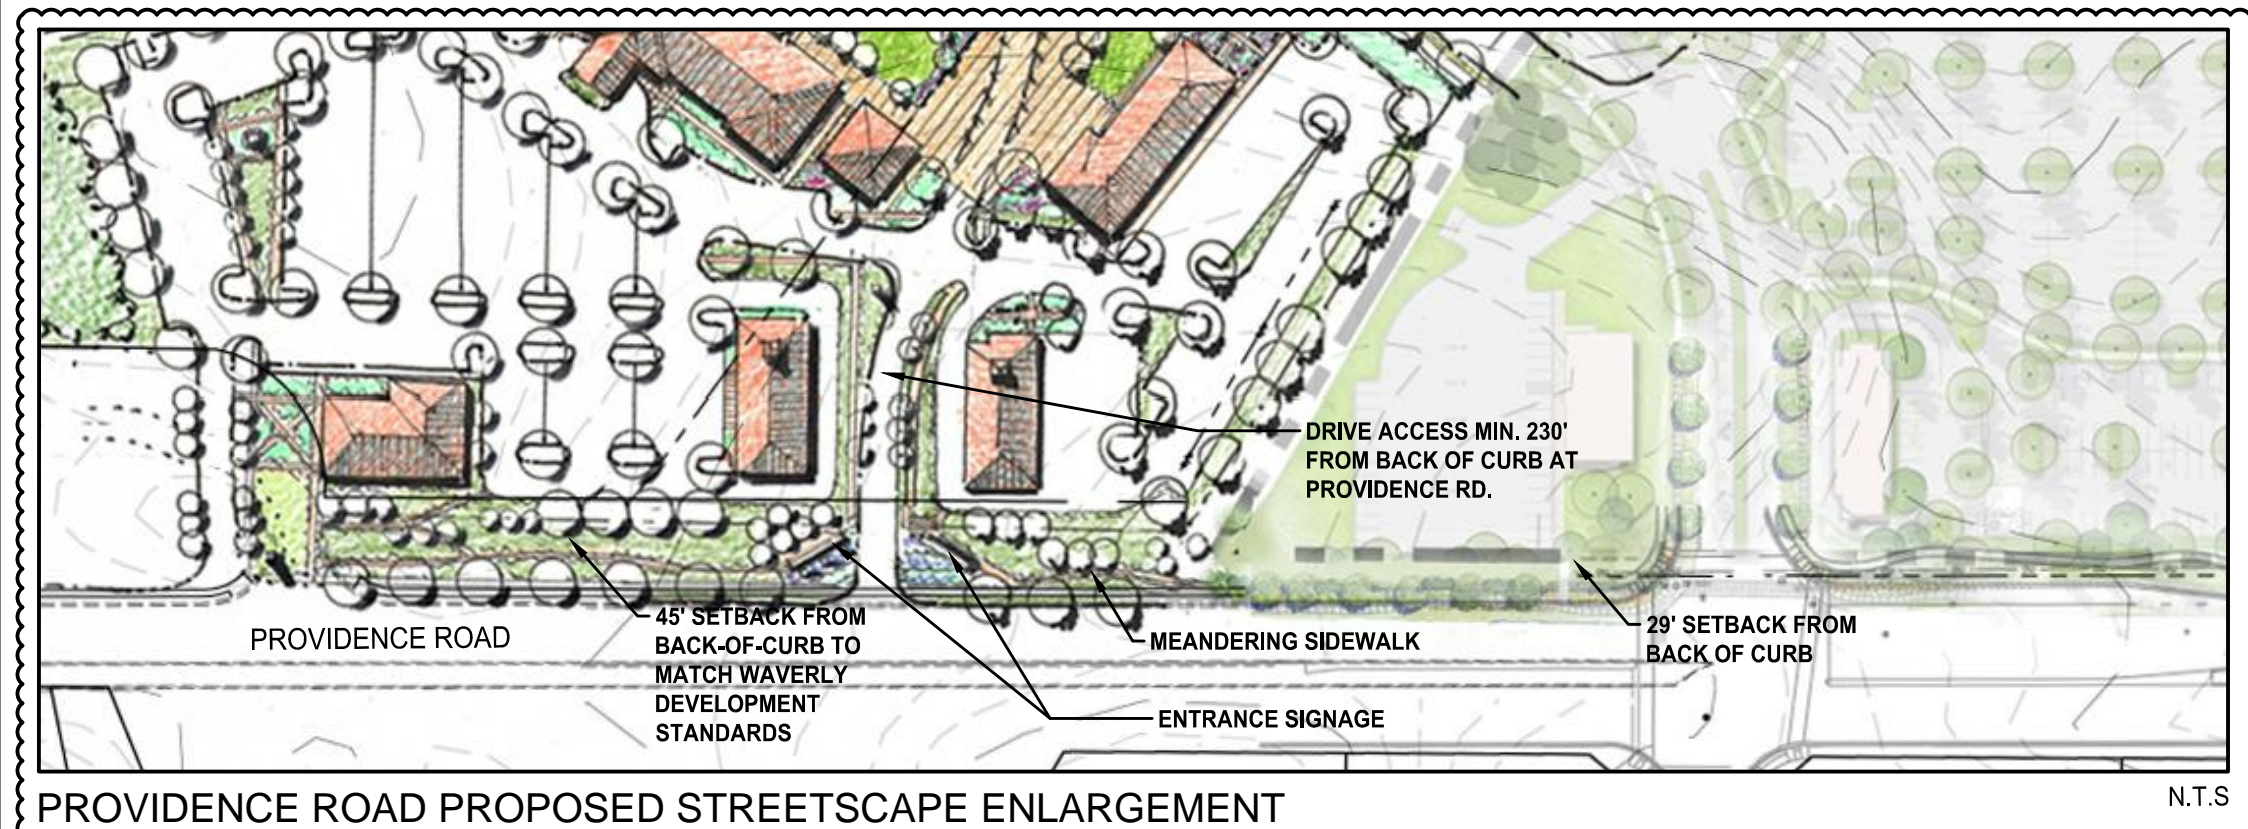 DRIVE ACCESS MIN. 230'
FROM BACK OF CURB AT
PROVIDENCE RD.
PROVIDENCE ROAD
45' SETBACK FROM
BACK-OF-CURB TO
MATCH WAVERLY
DEVELOPMENT
STANDARDS
MEANDERING SIDEWALK
ENTRANCE SIGNAGE
29' SETBACK FROM
BACK OF CURB
PROVIDENCE ROAD PROPOSED STREETSCAPE ENLARGEMENT
N.T.S